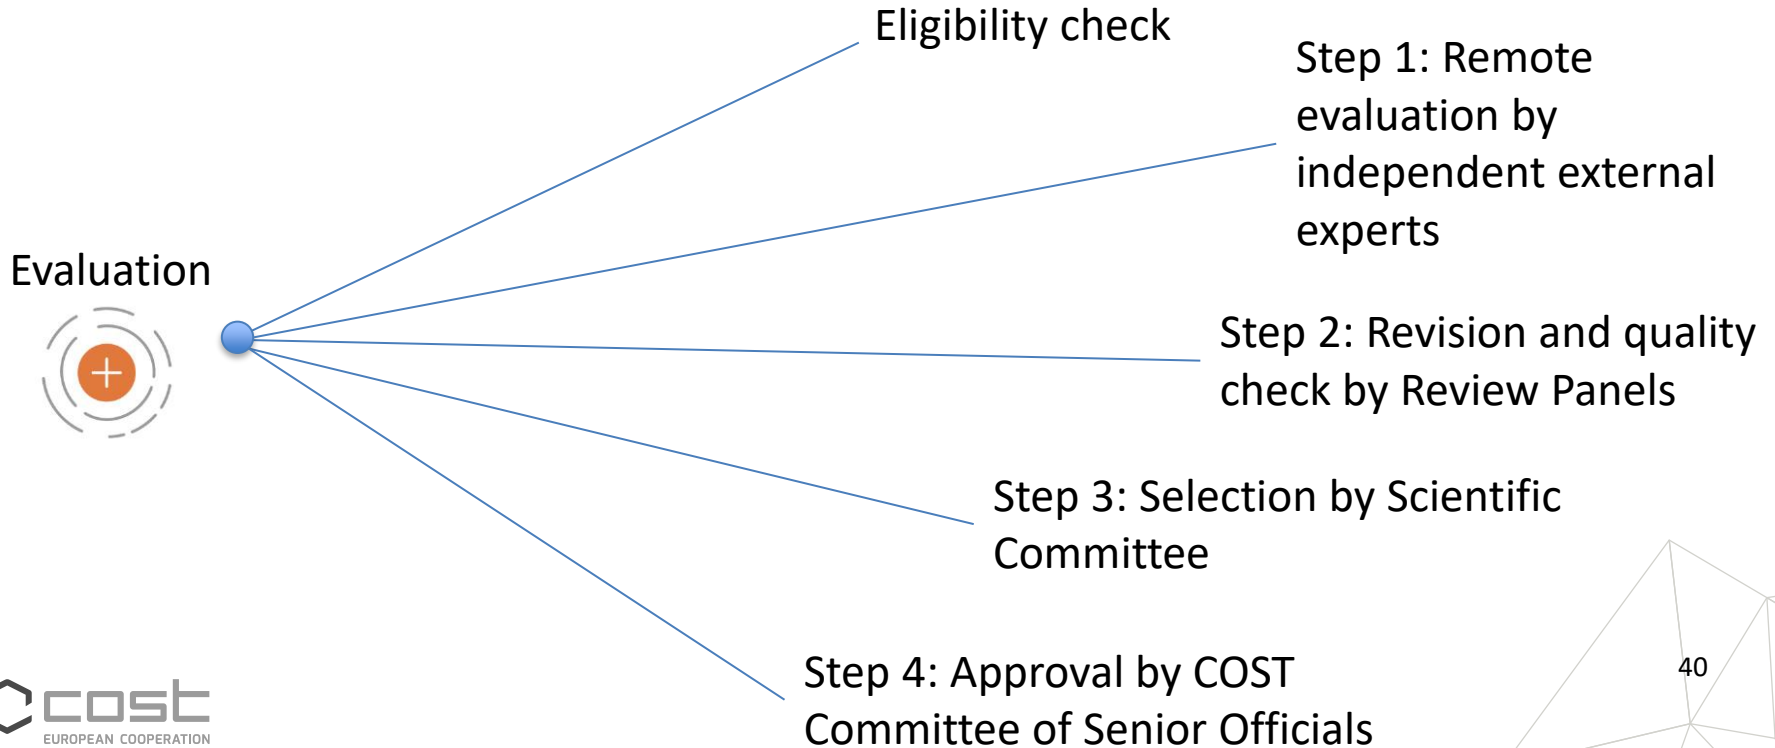 Eligibility check
Step 1: Remote
evaluation by
independent external
experts
Evaluation
Step 2: Revision and quality
check by Review Panels
Step 3: Selection by Scientific
Committee
Step 4: Approval by COST
Committee of Senior Officials
40
cost
EUROPEAN COOPERATION